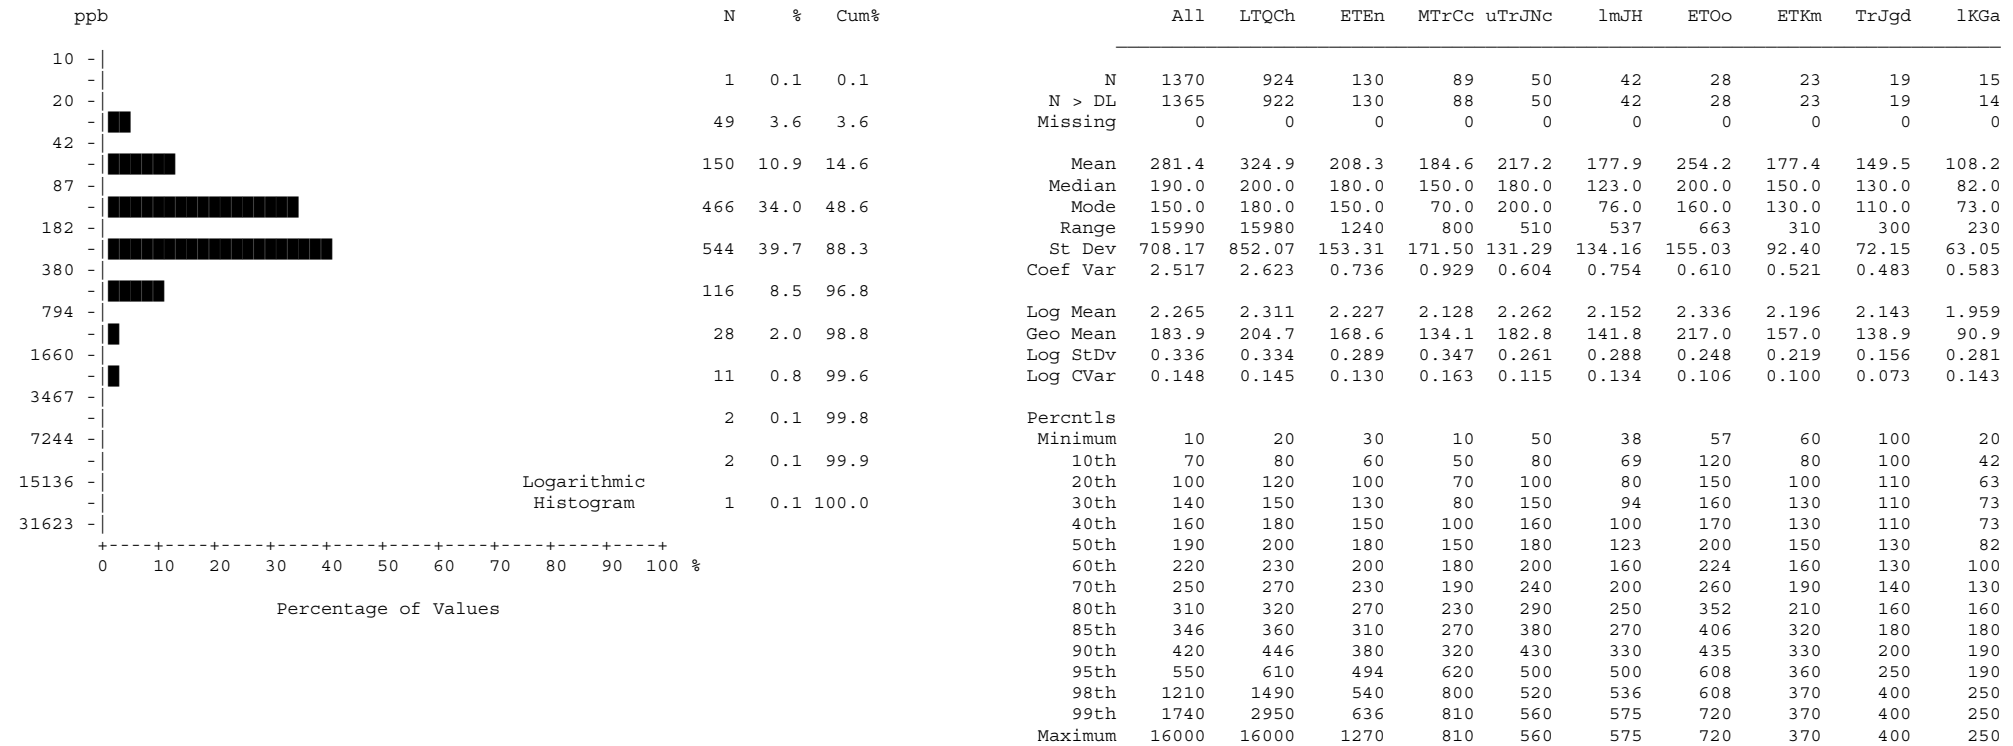 ppb N % Cum% All LTQCh ETEn MTrCc uTrJNc lmJH ETOo ETKm TrJgd lKGa
10
1 0.1 0.1 N 1370 924 130 89 50 42 28 23 19 15
20 N > DL 1365 922 130 88 50 42 28 23 19 14
49 3.6 3.6 Missing 0 0 0 0 0 0 0 0 0 0
42
150 10.9 14.6 Mean 281.4 324.9 208.3 184.6 217.2 177.9 254.2 177.4 149.5 108.2
87 Median 190.0 200.0 180.0 150.0 180.0 123.0 200.0 150.0 130.0 82.0
466 34.0 48.6 Mode 150.0 180.0 150.0 70.0 200.0 76.0 160.0 130.0 110.0 73.0
182 Range 15990 15980 1240 800 510 537 663 310 300 230
544 39.7 88.3 St Dev 708.17 852.07 153.31 171.50 131.29 134.16 155.03 92.40 72.15 63.05
380 Coef Var 2.517 2.623 0.736 0.929 0.604 0.754 0.610 0.521 0.483 0.583
116 8.5 96.8
794 Log Mean 2.265 2.311 2.227 2.128 2.262 2.152 2.336 2.196 2.143 1.959
28 2.0 98.8 Geo Mean 183.9 204.7 168.6 134.1 182.8 141.8 217.0 157.0 138.9 90.9
1660 Log StDv 0.336 0.334 0.289 0.347 0.261 0.288 0.248 0.219 0.156 0.281
11 0.8 99.6 Log CVar 0.148 0.145 0.130 0.163 0.115 0.134 0.106 0.100 0.073 0.143
3467
2 0.1 99.8 Percntls
7244 Minimum 10 20 30 10 50 38 57 60 100 20
2 0.1 99.9 10th 70 80 60 50 80 69 120 80 100 42
15136 Logarithmic 20th 100 120 100 70 100 80 150 100 110 63
Histogram 1 0.1 100.0 30th 140 150 130 80 150 94 160 130 110 73
31623 40th 160 180 150 100 160 100 170 130 110 73
50th 190 200 180 150 180 123 200 150 130 82
0 10 20 30 40 50 60 70 80 90 100 % 60th 220 230 200 180 200 160 224 160 130 100
70th 250 270 230 190 240 200 260 190 140 130
Percentage of Values 80th 310 320 270 230 290 250 352 210 160 160
85th 346 360 310 270 380 270 406 320 180 180
90th 420 446 380 320 430 330 435 330 200 190
95th 550 610 494 620 500 500 608 360 250 190
98th 1210 1490 540 800 520 536 608 370 400 250
99th 1740 2950 636 810 560 575 720 370 400 250
Maximum 16000 16000 1270 810 560 575 720 370 400 250